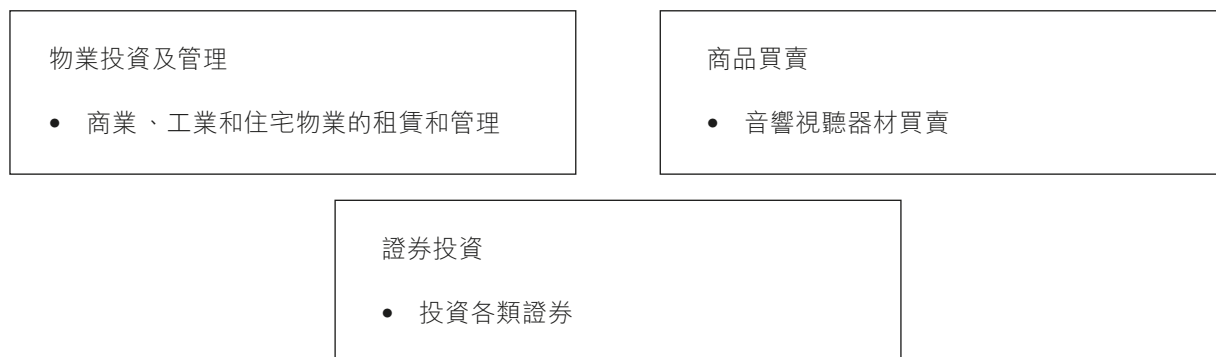 物業投資及管理
• 商業、工業和住宅物業的租賃和管理
商品買賣
• 音響視聽器材買賣
證券投資
• 投資各類證券